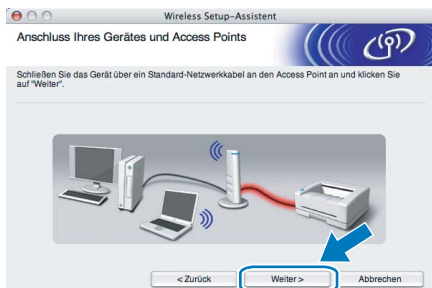 Wireless Setup-Assistent
Anschluss Ihres Gerätes und Access Points
Schließen Sie das Gerät über ein Standard-Netzwerkkabel an den Access Point an und klicken Sie
auf "Weiter".
< Zurück
Weiter >
Abbrechen